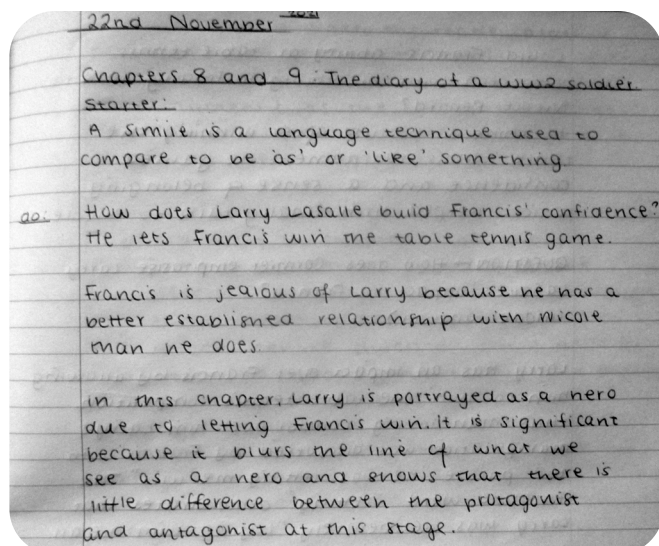 22nd November 2021
Chapters 8 and 9: The diary of a WW2 soldier
Starter:
A simile is a language technique used to
compare to be 'as' or 'like' something.
do: How does Larry Lasalle build Francis' confidence?
He lets Francis win the table tennis game.
Francis is jealous of Larry because he has a
better established relationship with Nicole
than he does.
in this chapter, Larry is portrayed as a hero
due to letting Francis win. It is significant
because it blurs the line of what we
see as a hero and shows that there is
little difference between the protagonist
and antagonist at this stage.